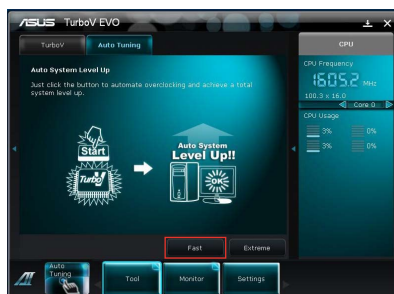 ASUS TurboV EVO
TurboV
Auto Tuning
Auto System Level Up
Just click the button to automate overclocking and achieve a total
system level up.
Start
Turbo
Auto System
Level Up!!
OK
Fast
Extreme
CPU
CPU Frequency
1605.2 MHz
100.3 x 16.0
Core 0
CPU Usage
3% 0%
3% 0%
Auto
Tuning
Tool
Monitor
Settings